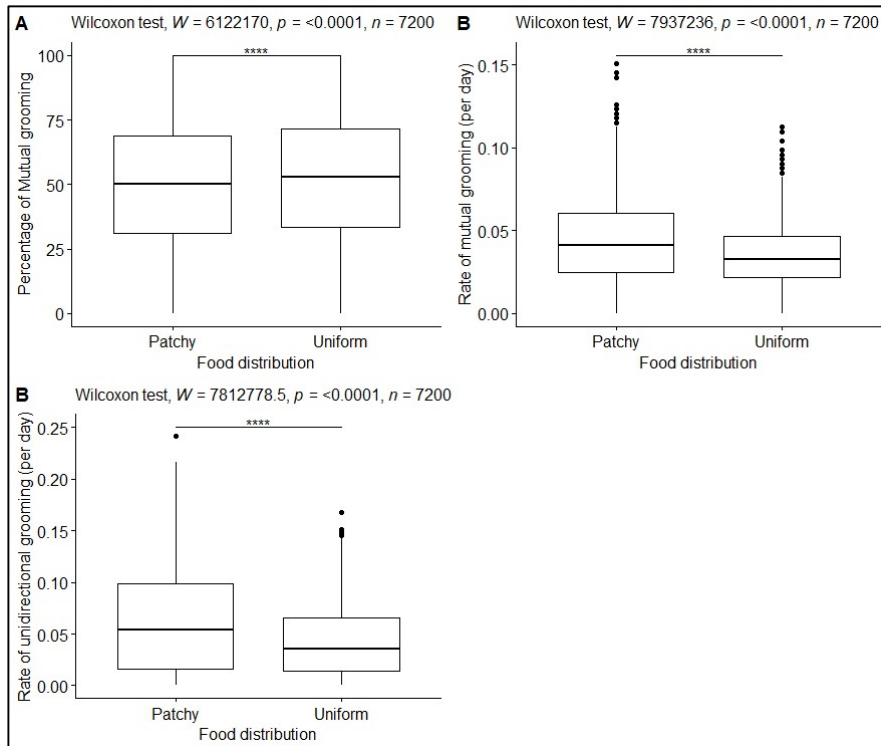 A Wilcoxon test, W = 6122170, p = <0.0001, n = 7200
Percentage of Mutual grooming
100
75
50
25
0
****
Patchy Uniform
Food distribution
B Wilcoxon test, W = 7937236, p = <0.0001, n = 7200
Rate of mutual grooming (per day)
0.15
0.10
0.05
0.00
****
Patchy Uniform
Food distribution
B Wilcoxon test, W = 7812778.5, p = <0.0001, n = 7200
Rate of unidirectional grooming (per day)
0.25
0.20
0.15
0.10
0.05
0.00
****
Patchy Uniform
Food distribution